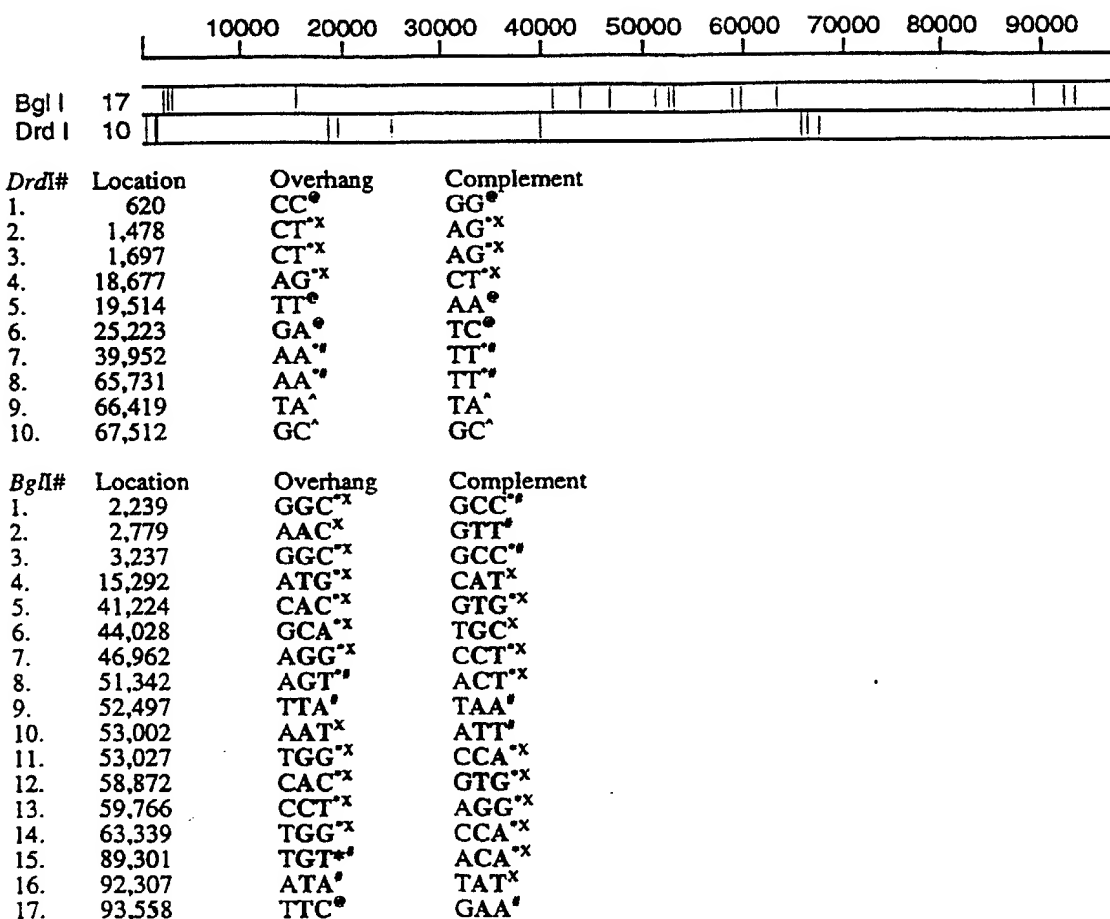 10000 20000 30000 40000 50000 60000 70000 80000 90000
Bgl I 17
Drd I 10
DrdI# Location Overhang Complement
1. 620 CC@ GG@
2. 1,478 CT*X AG*X
3. 1,697 CT*X AG*X
4. 18,677 AG*X CT*X
5. 19,514 TT@ AA@
6. 25,223 GA@ TC@
7. 39,952 AA*# TT*#
8. 65,731 AA*# TT*#
9. 66,419 TA^ TA^
10. 67,512 GC^ GC^
BglI# Location Overhang Complement
1. 2,239 GGC*X GCC*#
2. 2,779 AACX GTT#
3. 3,237 GGC*X GCC*#
4. 15,292 ATG*X CATX
5. 41,224 CAC*X GTG*X
6. 44,028 GCA*X TGCX
7. 46,962 AGG*X CCT*X
8. 51,342 AGT*# ACT*X
9. 52,497 TTA# TAA#
10. 53,002 AATX ATT#
11. 53,027 TGG*X CCA*X
12. 58,872 CAC*X GTG*X
13. 59,766 CCT*X AGG*X
14. 63,339 TGG*X CCA*X
15. 89,301 TGT*# ACA*X
16. 92,307 ATA# TATX
17. 93,558 TTC@ GAA#